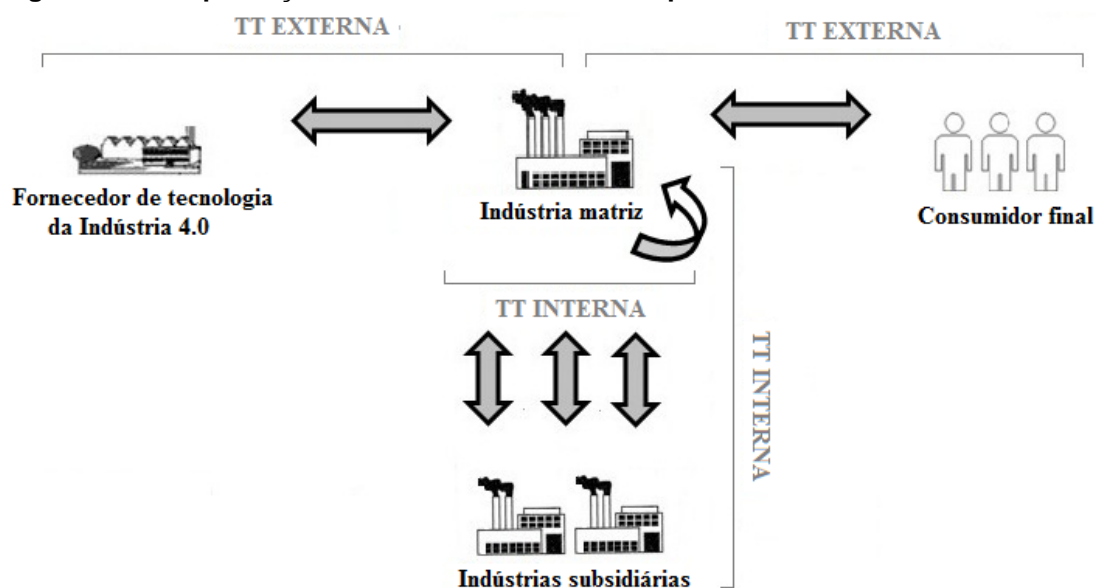 TT EXTERNA
TT EXTERNA
Fornecedor de tecnologia
da Indústria 4.0
Indústria matriz
Consumidor final
TT INTERNA
TT INTERNA
Indústrias subsidiárias